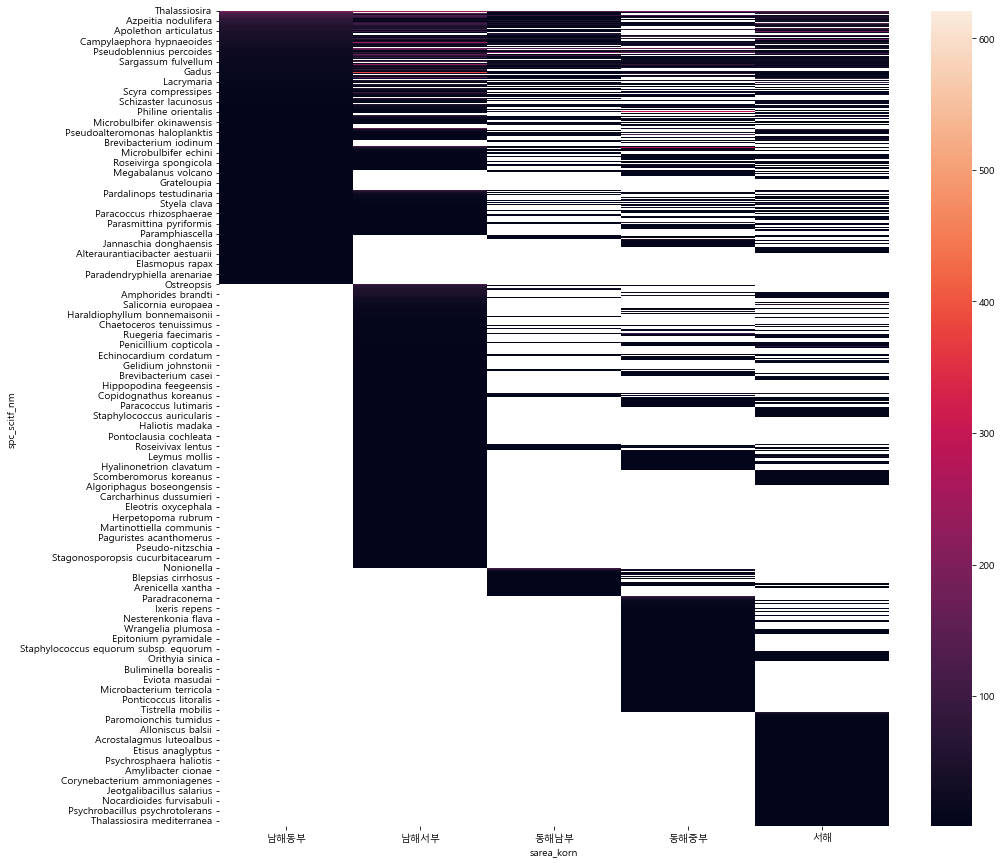 Thalassiosira
Azpeitia nodulifera
Apolethon articulatus
Campylaephora hypnaeoides
Pseudoblennius percoides
Sargassum fulvellum
Gadus
Lacrymaria
Scyra compressipes
Schizaster lacunosus
Philine orientalis
Microbulbifer okinawensis
Pseudoalteromonas haloplanktis
Brevibacterium iodinum
Microbulbifer echini
Roseivirga spongicola
Megabalanus volcano
Grateloupia
Pardalinops testudinaria
Styela clava
Paracoccus rhizosphaerae
Parasmittina pyriformis
Paramphiascella
Jannaschia donghaensis
Alteraurantiacibacter aestuarii
Elasmopus rapax
Paradendryphiella arenariae
Ostreopsis
Amphorides brandti
Salicornia europaea
Haraldiophyllum bonnemaisonii
Chaetoceros tenuissimus
Ruegeria faecimaris
Penicillium copticola
Echinocardium cordatum
Gelidium johnstonii
Brevibacterium casei
Hippopodina feegeensis
Copidognathus koreanus
Paracoccus lutimaris
Staphylococcus auricularis
Haliotis madaka
Pontoclausia cochleata
Roseivivax lentus
Leymus mollis
Hyalinonetrion clavatum
Scomberomorus koreanus
Algoriphagus boseongensis
Carcharhinus dussumieri
Eleotris oxycephala
Herpetopoma rubrum
Martinottiella communis
Paguristes acanthomerus
Pseudo-nitzschia
Stagonosporopsis cucurbitacearum
Nonionella
Blepsias cirrhosus
Arenicella xantha
Paradraconema
Ixeris repens
Nesterenkonia flava
Wrangelia plumosa
Epitonium pyramidale
Staphylococcus equorum subsp. equorum
Orithyia sinica
Buliminella borealis
Eviota masudai
Microbacterium terricola
Ponticoccus litoralis
Tistrella mobilis
Paromoionchis tumidus
Alloniscus balsii
Acrostalagmus luteoalbus
Etisus anaglyptus
Psychrosphaera haliotis
Amylibacter cionae
Corynebacterium ammoniagenes
Jeotgalibacillus salarius
Nocardioides furvisabuli
Psychrobacillus psychrotolerans
Thalassiosira mediterranea
spc_scitf_nm
남해동부 남해서부 동해남부 동해중부 서해
sarea_korn
600
500
400
300
200
100